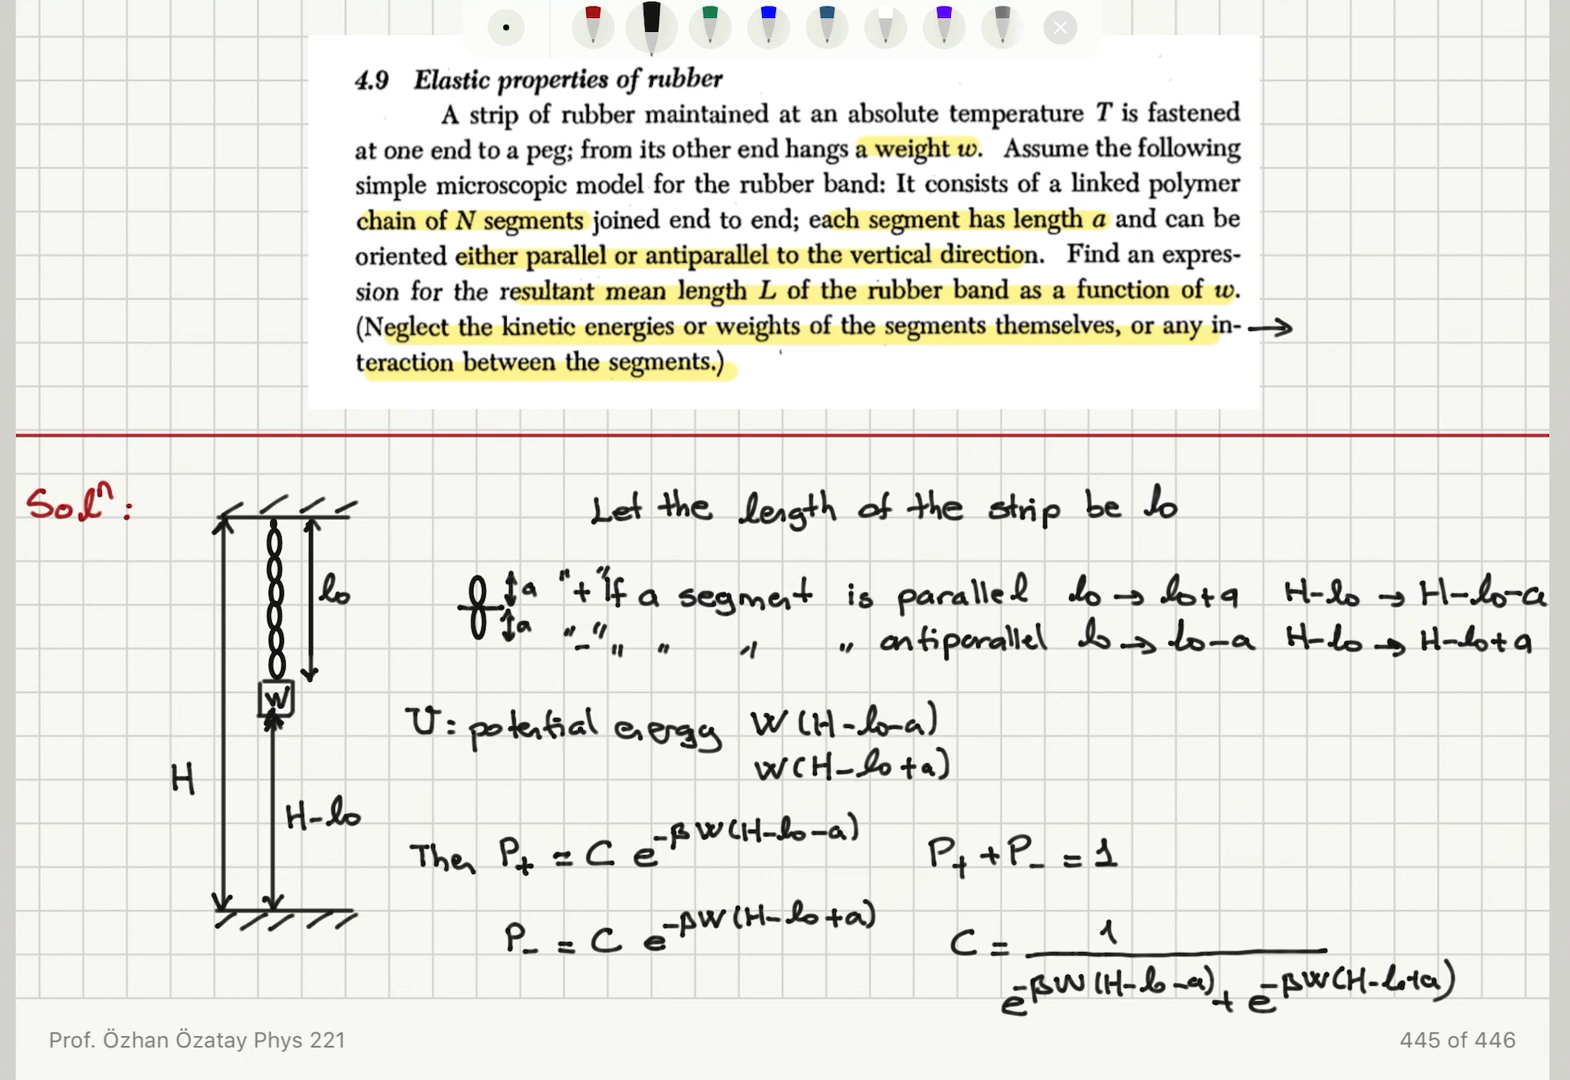 4.9 Elastic properties of rubber
A strip of rubber maintained at an absolute temperature T is fastened
at one end to a peg; from its other end hangs a weight w. Assume the following
simple microscopic model for the rubber band: It consists of a linked polymer
chain of N segments joined end to end; each segment has length a and can be
oriented either parallel or antiparallel to the vertical direction. Find an expres-
sion for the resultant mean length L of the rubber band as a function of w.
(Neglect the kinetic energies or weights of the segments themselves, or any in-→
teraction between the segments.)
Solⁿ:
Let the length of the strip be lo
a "+" If a segment is parallel lo → lo+a H-lo → H-lo-a
a "-" " " " " antiparallel lo → lo-a H-lo → H-lo+a
lo
W
H
H-lo
U: potential energy W(H-lo-a)
W(H-lo+a)
Then P₊ = C e^{-βW(H-lo-a)} P₊ + P₋ = 1
P₋ = C e^{-βW(H-lo+a)} C = 1 / (e^{-βW(H-lo-a)} + e^{-βW(H-lo+a)})
Prof. Özhan Özatay Phys 221
445 of 446